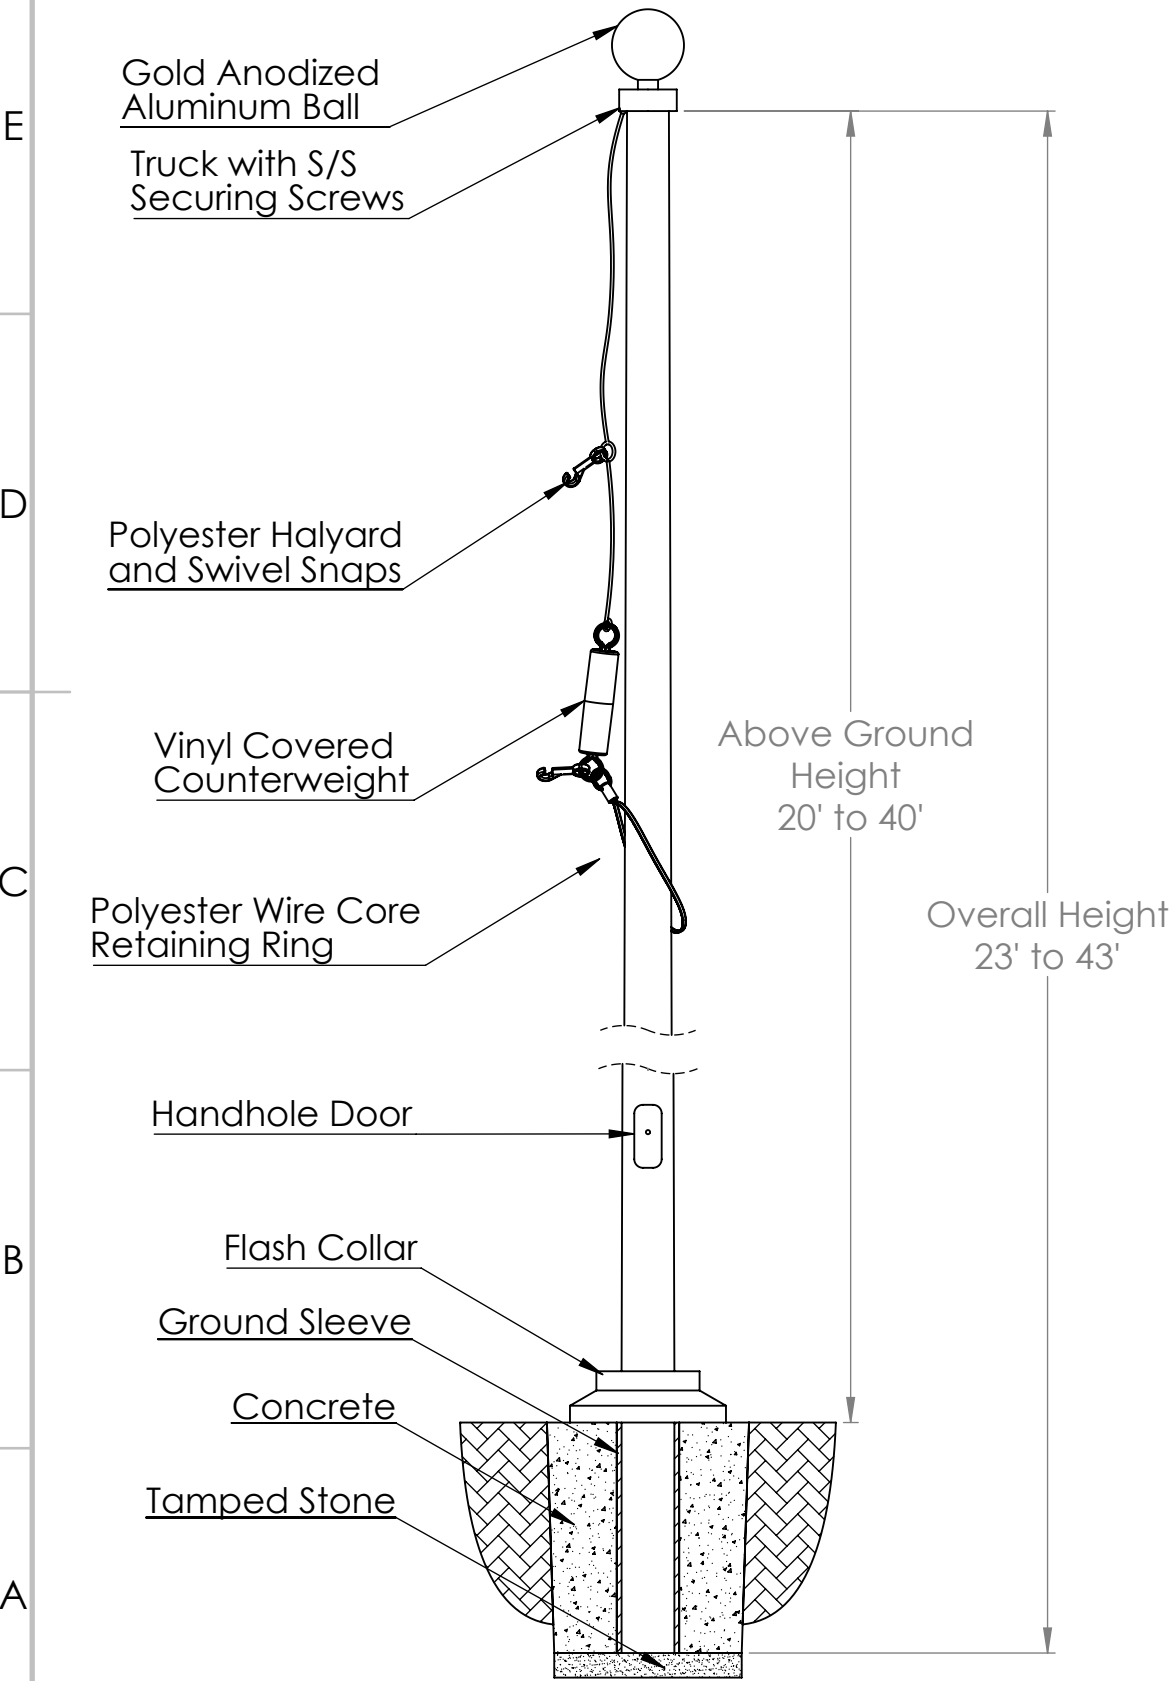 E
Gold Anodized
Aluminum Ball
Truck with S/S
Securing Screws
D
Polyester Halyard
and Swivel Snaps
Vinyl Covered
Counterweight
Above Ground
Height
20' to 40'
C
Polyester Wire Core
Retaining Ring
Overall Height
23' to 43'
Handhole Door
B
Flash Collar
Ground Sleeve
Concrete
Tamped Stone
A